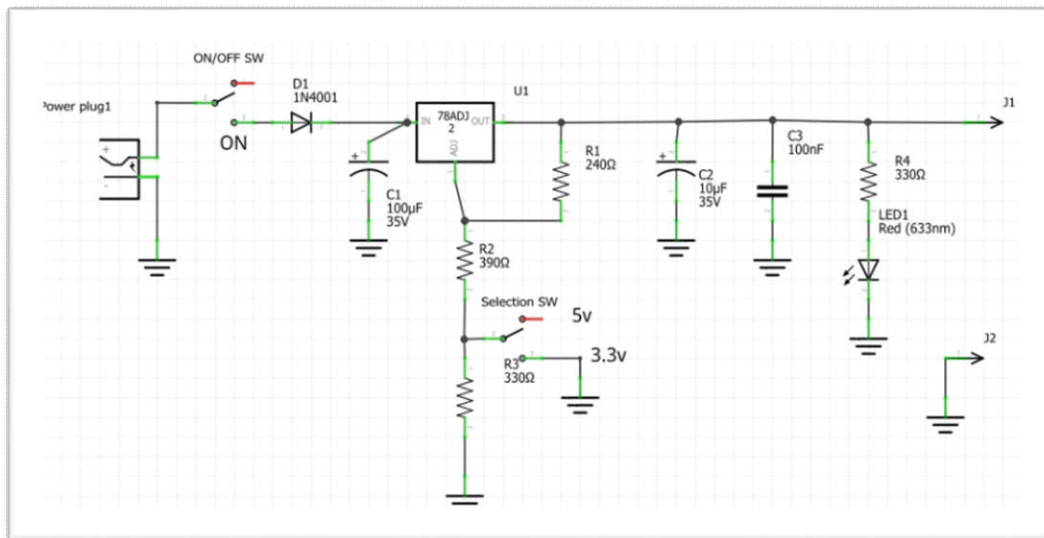 ON/OFF SW
D1
1N4001
U1
J1
Power plug1
+
-
ON
IN
78ADJ
2
OUT
ADJ
+
C1
100µF
35V
R1
240Ω
+
C2
10µF
35V
C3
100nF
R4
330Ω
LED1
Red (633nm)
R2
390Ω
Selection SW
5v
3.3v
R3
330Ω
J2